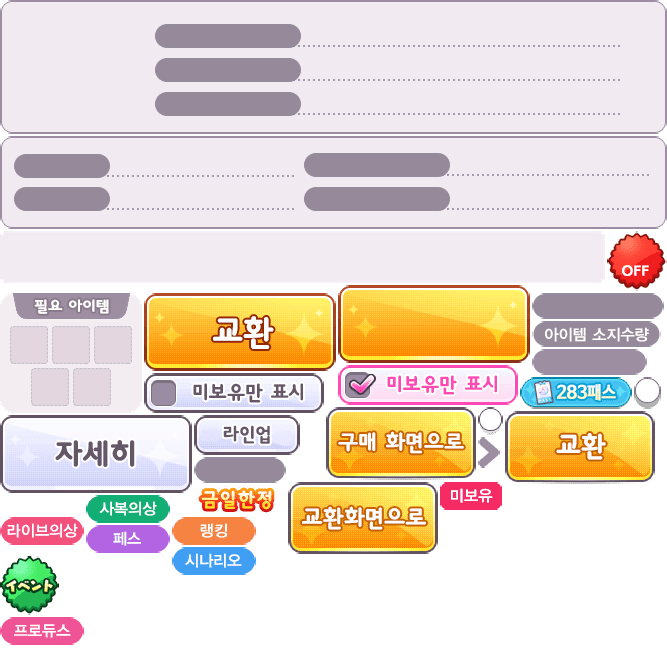 OFF
필요 아이템
교환
아이템 소지수량
미보유만 표시
미보유만 표시
283패스
자세히
라인업
구매 화면으로
교환
금일한정
교환화면으로
미보유
사복의상
라이브의상
페스
랭킹
시나리오
イベント
프로듀스